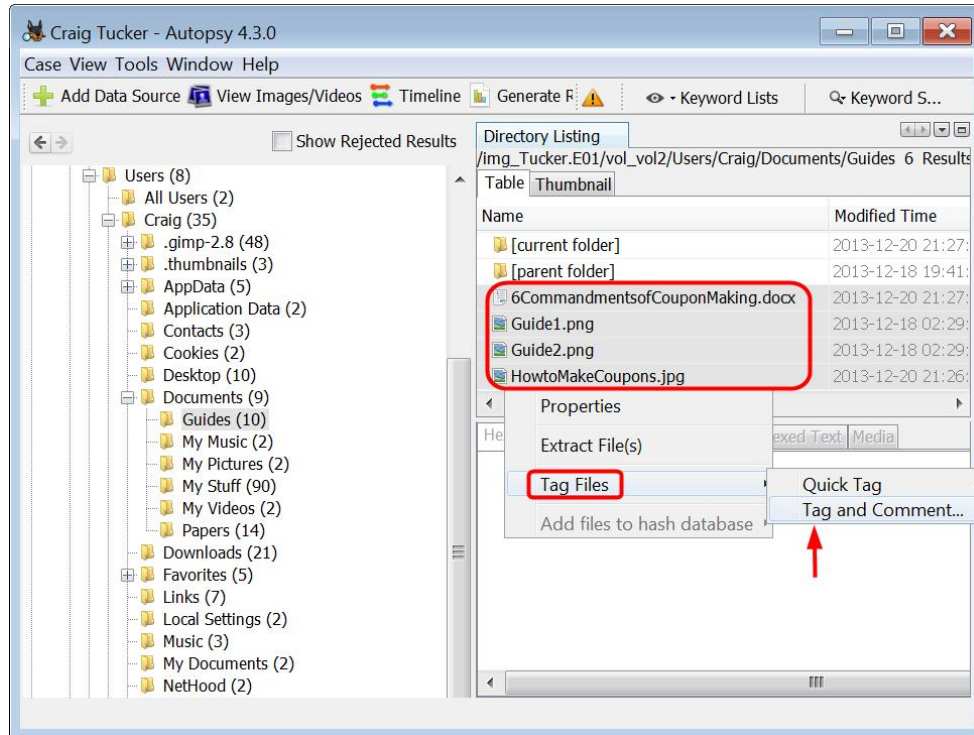 Craig Tucker - Autopsy 4.3.0
Case View Tools Window Help
Add Data Source View Images/Videos Timeline Generate R Keyword Lists Keyword S...
Show Rejected Results
Users (8)
All Users (2)
Craig (35)
.gimp-2.8 (48)
.thumbnails (3)
AppData (5)
Application Data (2)
Contacts (3)
Cookies (2)
Desktop (10)
Documents (9)
Guides (10)
My Music (2)
My Pictures (2)
My Stuff (90)
My Videos (2)
Papers (14)
Downloads (21)
Favorites (5)
Links (7)
Local Settings (2)
Music (3)
My Documents (2)
NetHood (2)
Directory Listing
/img_Tucker.E01/vol_vol2/Users/Craig/Documents/Guides 6 Results
Table Thumbnail
Name Modified Time
[current folder] 2013-12-20 21:27:
[parent folder] 2013-12-18 19:41:
6CommandmentsofCouponMaking.docx 2013-12-20 21:27:
Guide1.png 2013-12-18 02:29:
Guide2.png 2013-12-18 02:29:
HowtoMakeCoupons.jpg 2013-12-20 21:26:
He exed Text Media
Properties
Extract File(s)
Tag Files
Add files to hash database
Quick Tag
Tag and Comment...